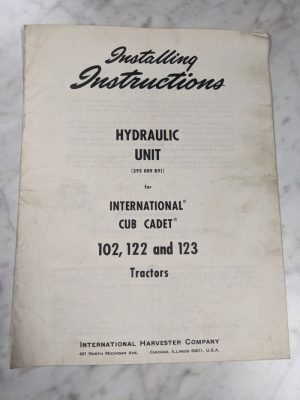 Installing
Instructions
HYDRAULIC
UNIT
(393 009 R91)
for
INTERNATIONAL®
CUB CADET®
102, 122 and 123
Tractors
INTERNATIONAL HARVESTER COMPANY
401 NORTH MICHIGAN AVE. CHICAGO, ILLINOIS 60611, U.S.A.